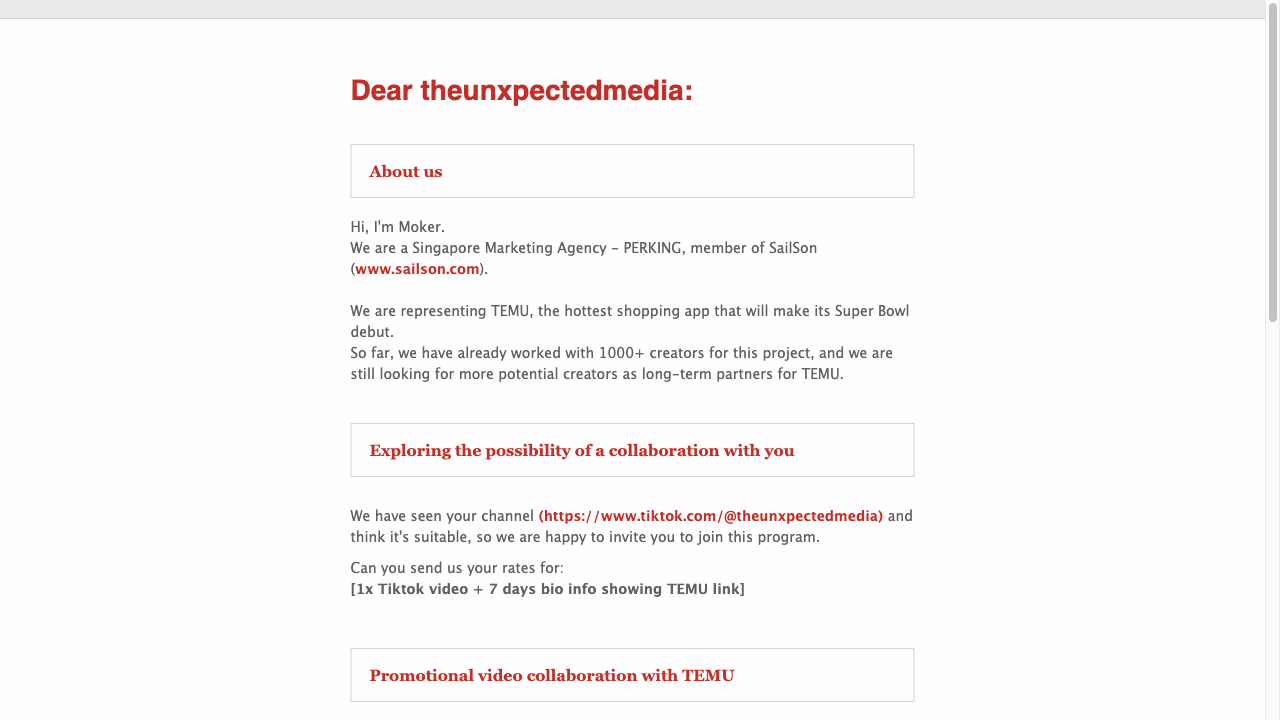 Dear theunxpectedmedia:
About us
Hi, I'm Moker.
We are a Singapore Marketing Agency - PERKING, member of SailSon
(www.sailson.com).
We are representing TEMU, the hottest shopping app that will make its Super Bowl
debut.
So far, we have already worked with 1000+ creators for this project, and we are
still looking for more potential creators as long-term partners for TEMU.
Exploring the possibility of a collaboration with you
We have seen your channel (https://www.tiktok.com/@theunxpectedmedia) and
think it's suitable, so we are happy to invite you to join this program.
Can you send us your rates for:
[1x Tiktok video + 7 days bio info showing TEMU link]
Promotional video collaboration with TEMU